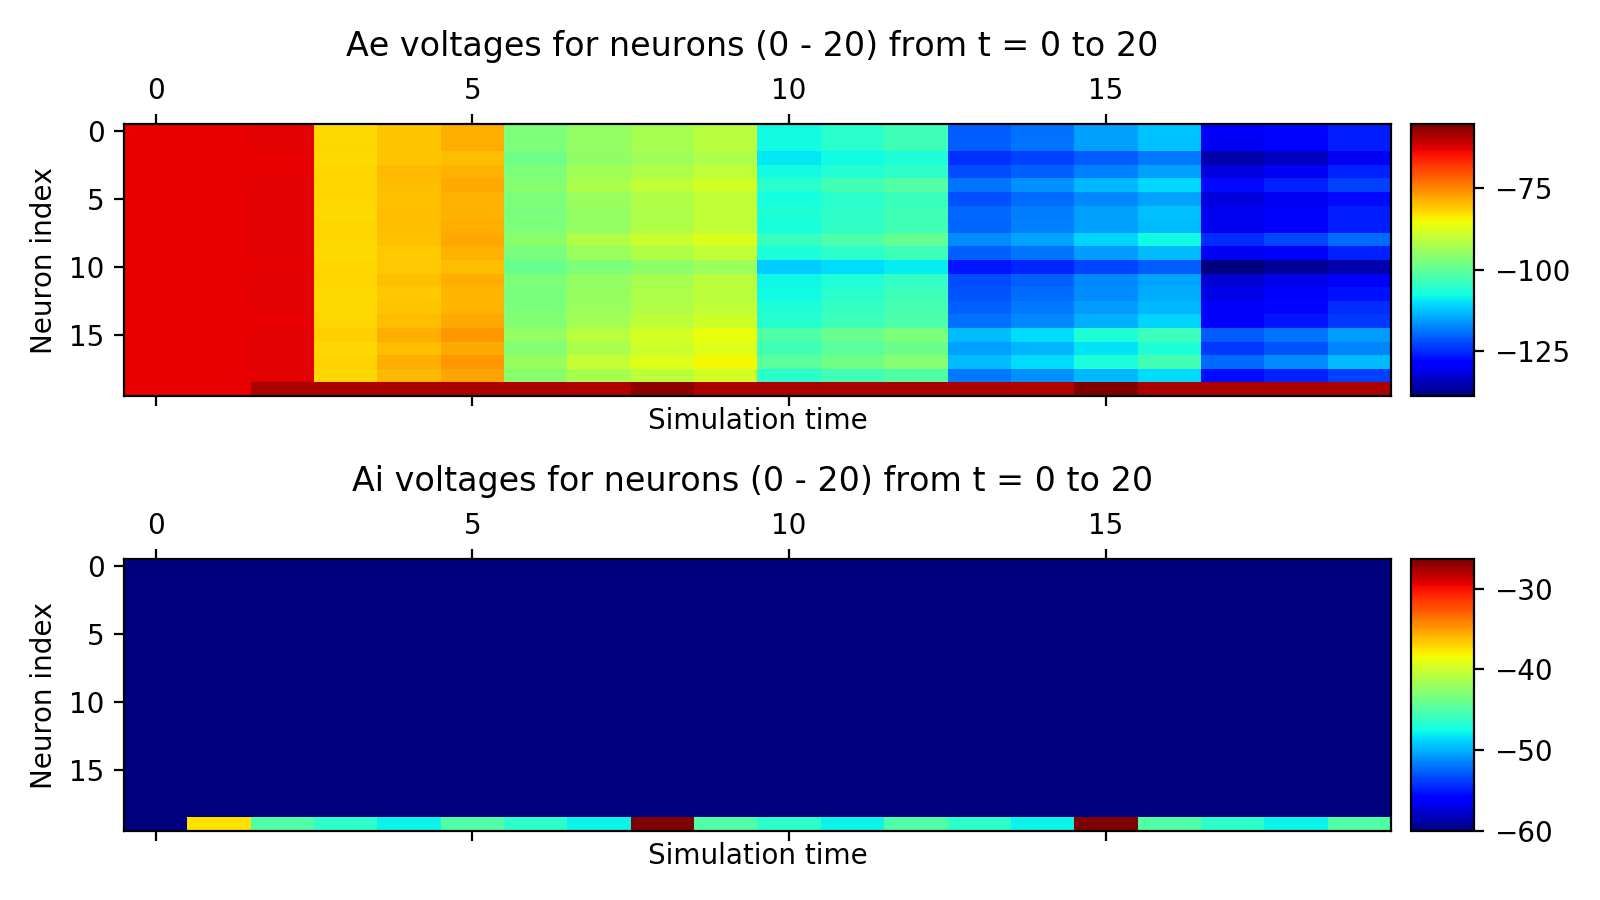 Ae voltages for neurons (0 - 20) from t = 0 to 20
0 5 10 15
0
5
10
15
Neuron index
Simulation time
−75
−100
−125
Ai voltages for neurons (0 - 20) from t = 0 to 20
0 5 10 15
0
5
10
15
Neuron index
Simulation time
−30
−40
−50
−60